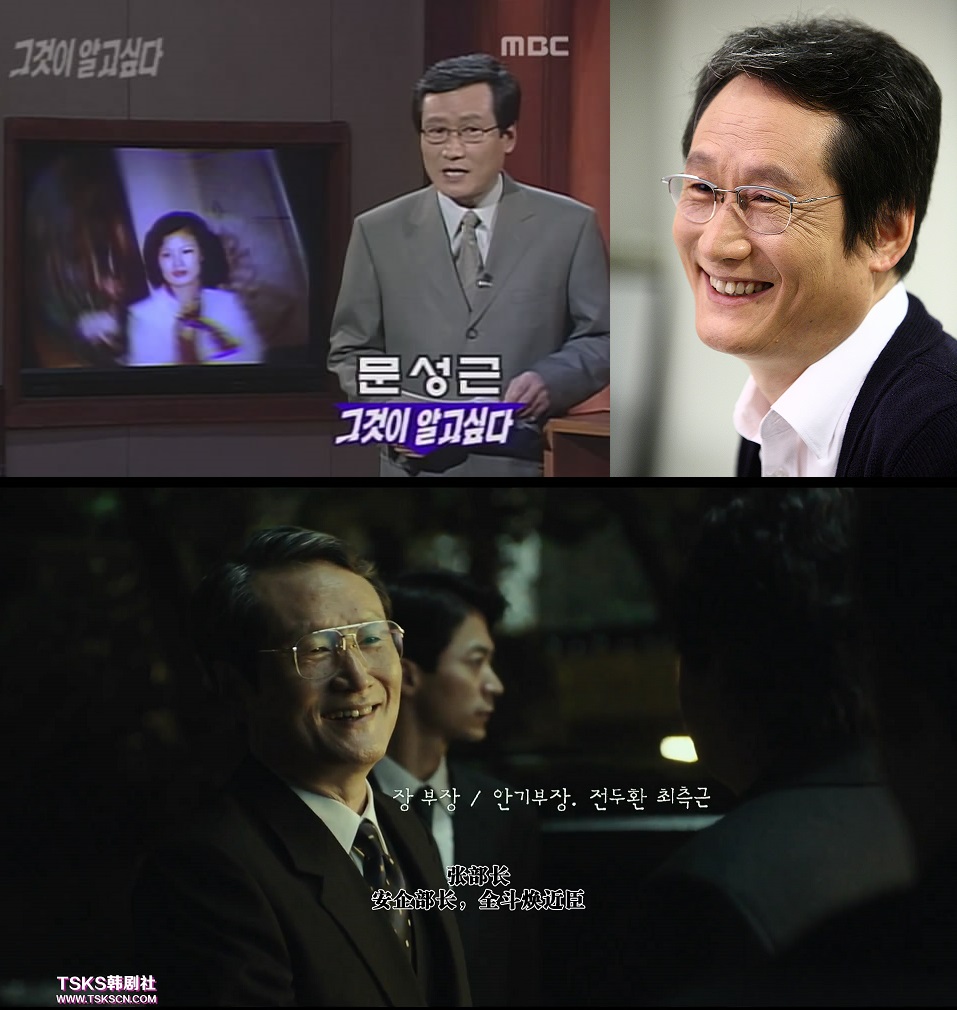 그것이 알고싶다
MBC
문성근
그것이 알고싶다
장 부장 / 안기부장. 전두환 최측근
张部长
安企部长，全斗焕近臣
TSKS韩剧社
WWW.TSKSCN.COM